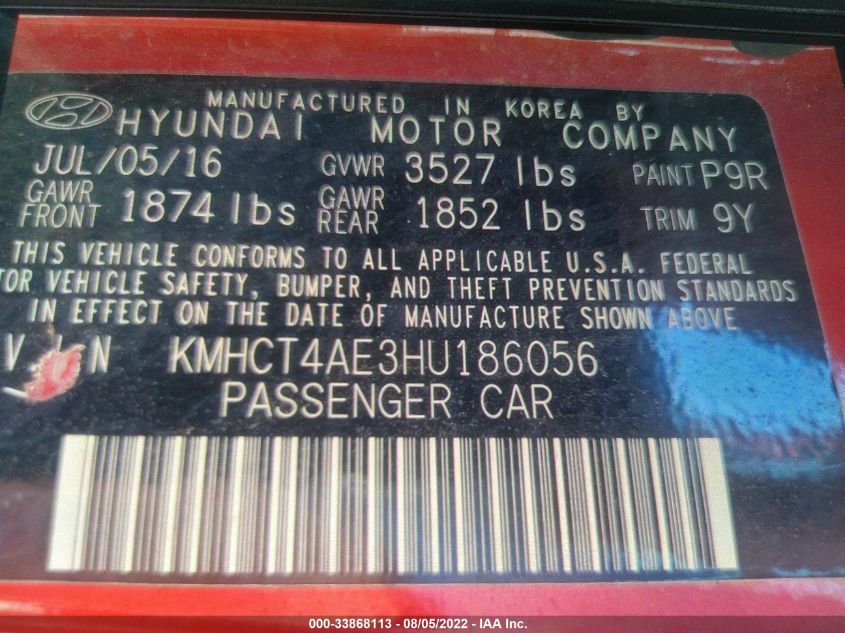 MANUFACTURED IN KOREA BY
HYUNDAI MOTOR COMPANY
JUL/05/16 GVWR 3527 lbs PAINT P9R
GAWR FRONT 1874 lbs GAWR REAR 1852 lbs TRIM 9Y
THIS VEHICLE CONFORMS TO ALL APPLICABLE U.S.A. FEDERAL
TOR VEHICLE SAFETY, BUMPER, AND THEFT PREVENTION STANDARDS
IN EFFECT ON THE DATE OF MANUFACTURE SHOWN ABOVE
V I N KMHCT4AE3HU186056
PASSENGER CAR
000-33868113 - 08/05/2022 - IAA Inc.